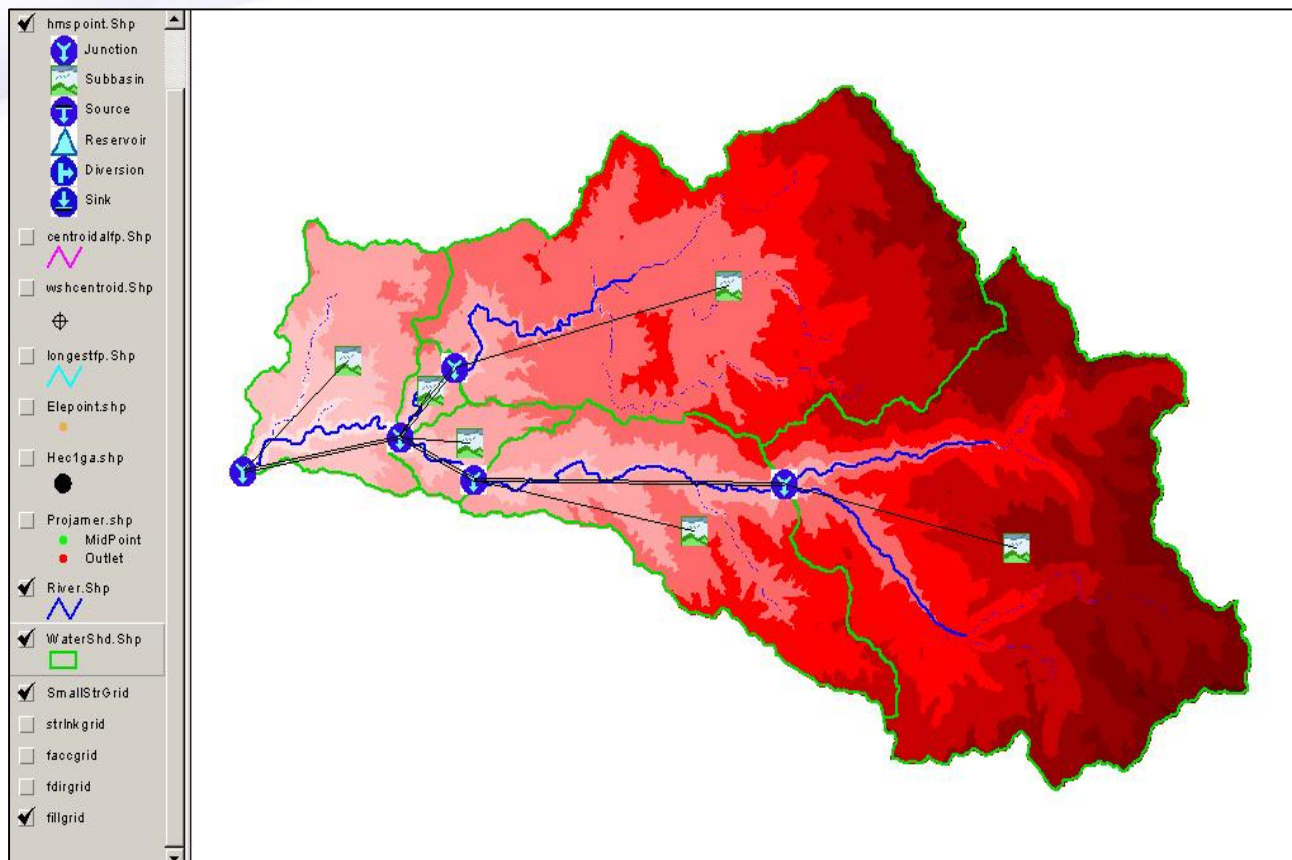 hmspoint.Shp
Junction
Subbasin
Source
Reservoir
Diversion
Sink
centroidalfp.Shp
wshcentroid.Shp
longestfp.Shp
Elepoint.shp
Hec1ga.shp
Projamer.shp
MidPoint
Outlet
River.Shp
WaterShd.Shp
SmallStrGrid
strlnkgrid
faccgrid
fdirgrid
fillgrid